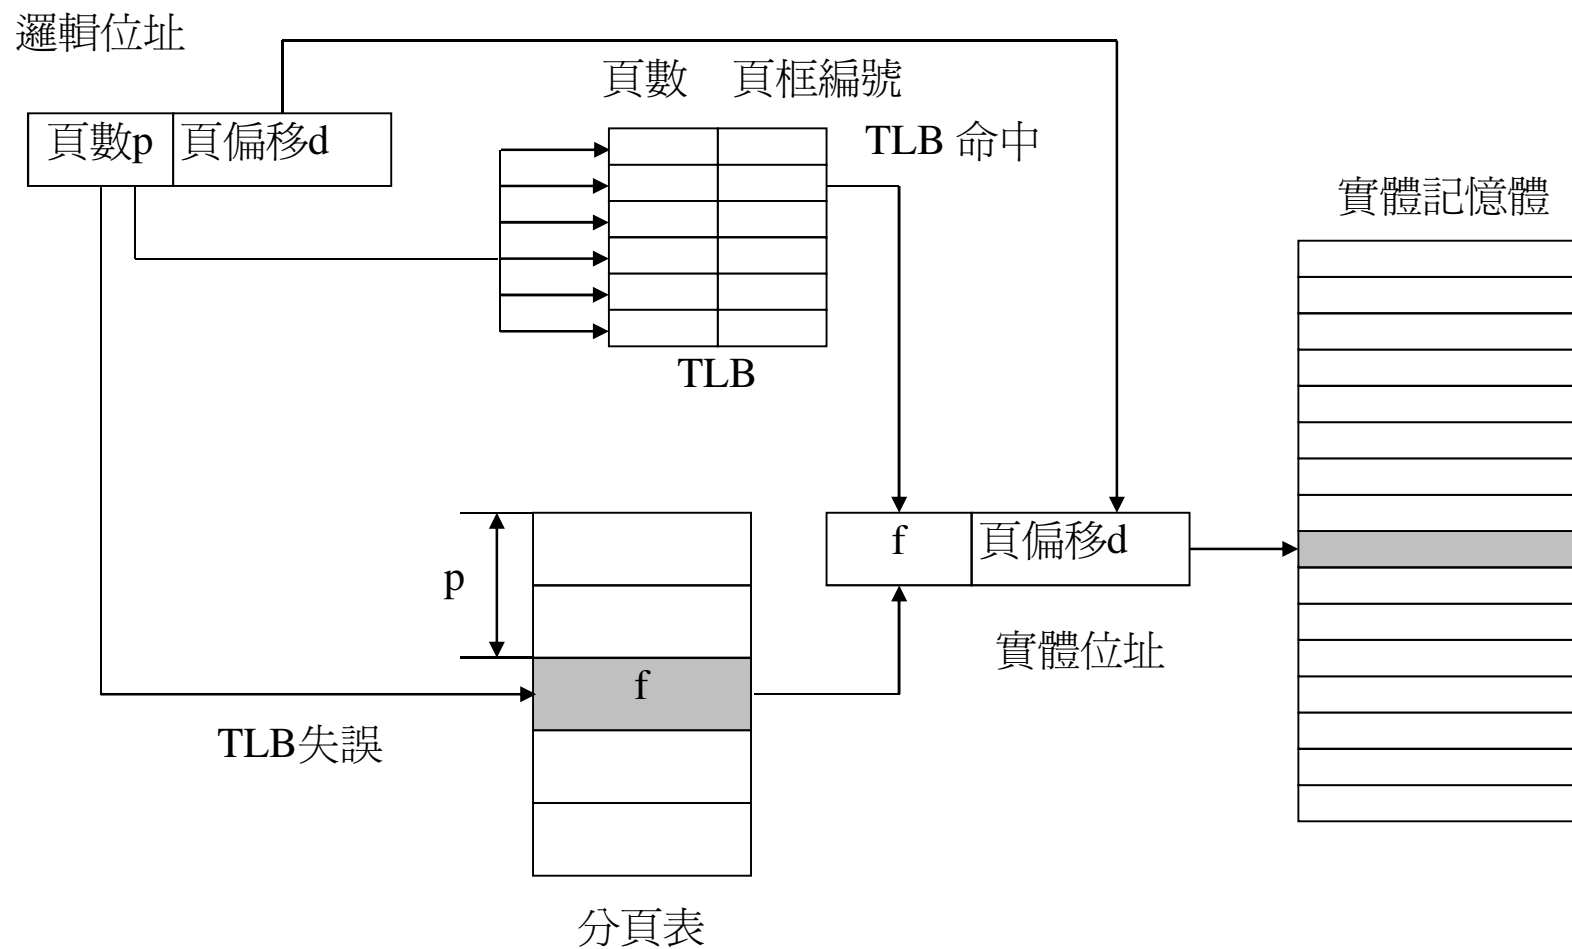 邏輯位址
頁數 頁框編號
頁數p 頁偏移d
TLB 命中
實體記憶體
TLB
f 頁偏移d
p
實體位址
f
TLB失誤
分頁表